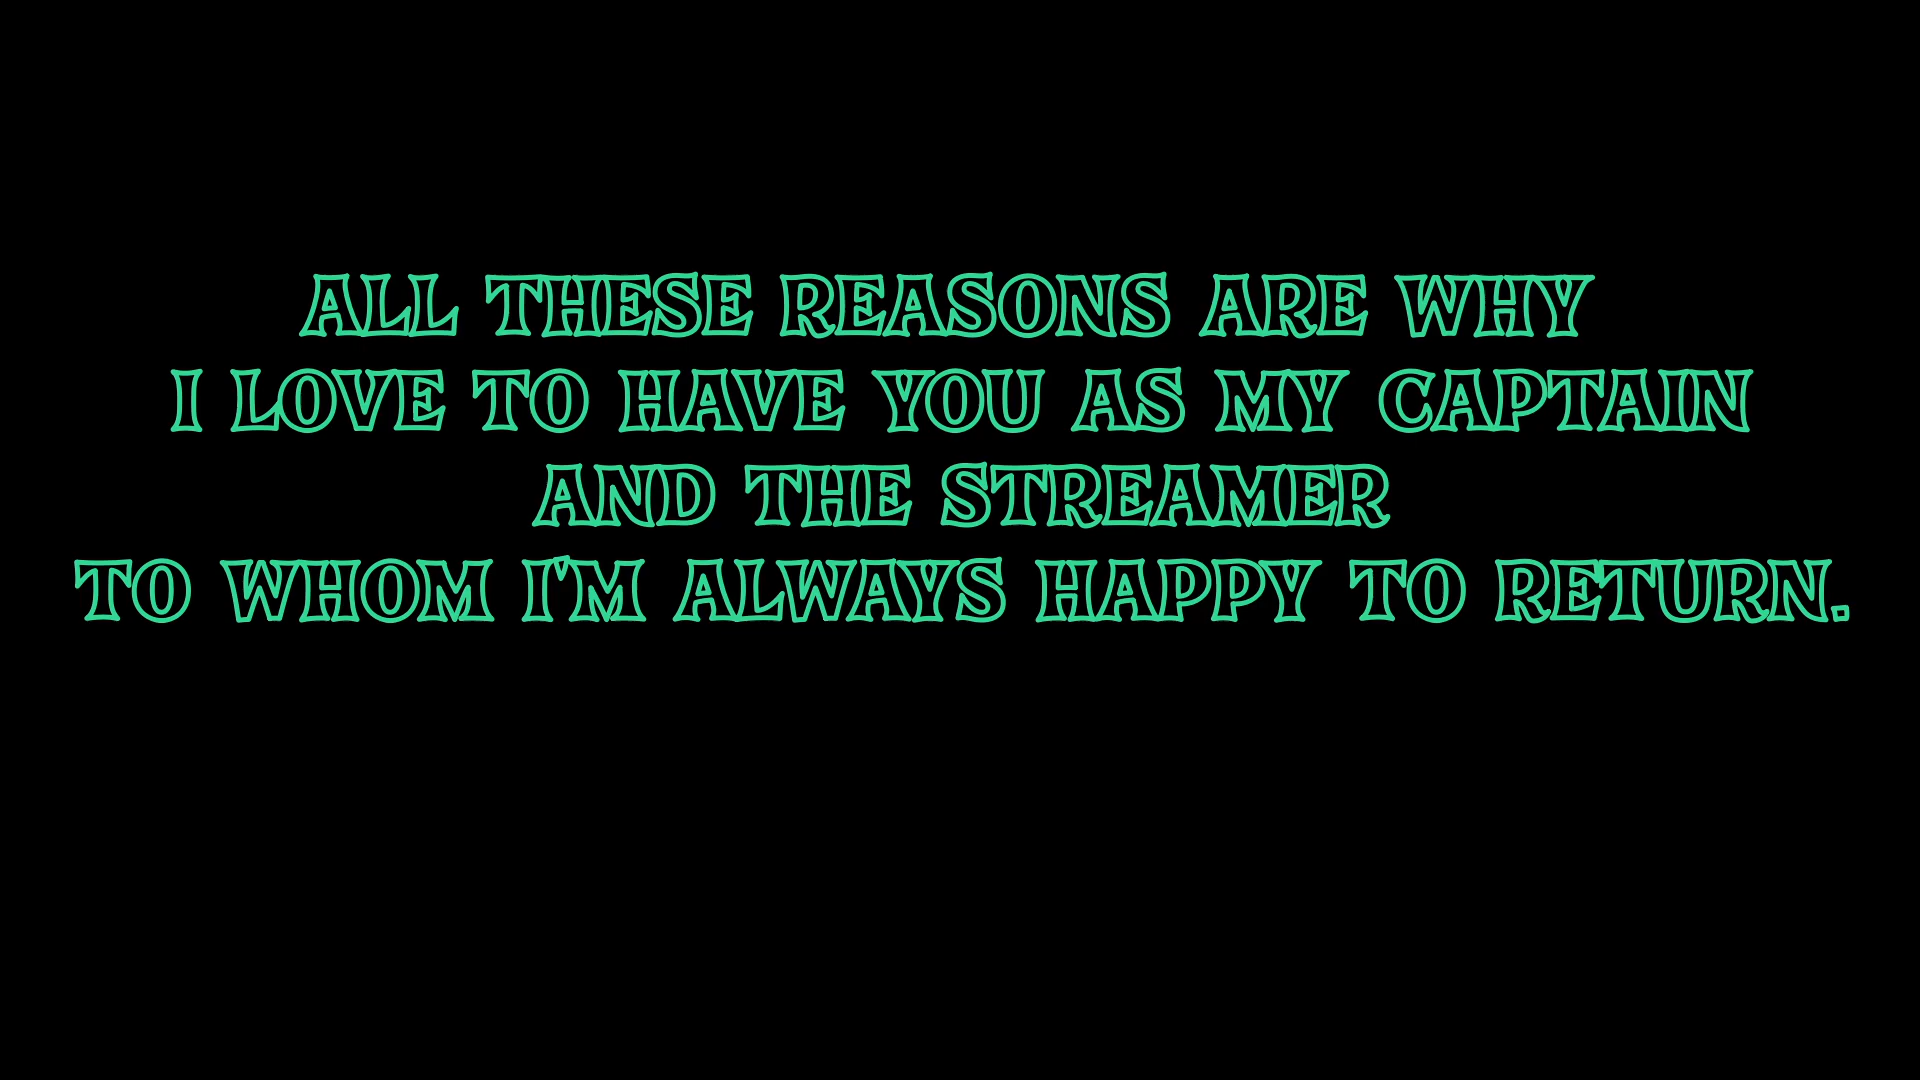 ALL THESE REASONS ARE WHY
I LOVE TO HAVE YOU AS MY CAPTAIN
AND THE STREAMER
TO WHOM I'M ALWAYS HAPPY TO RETURN.